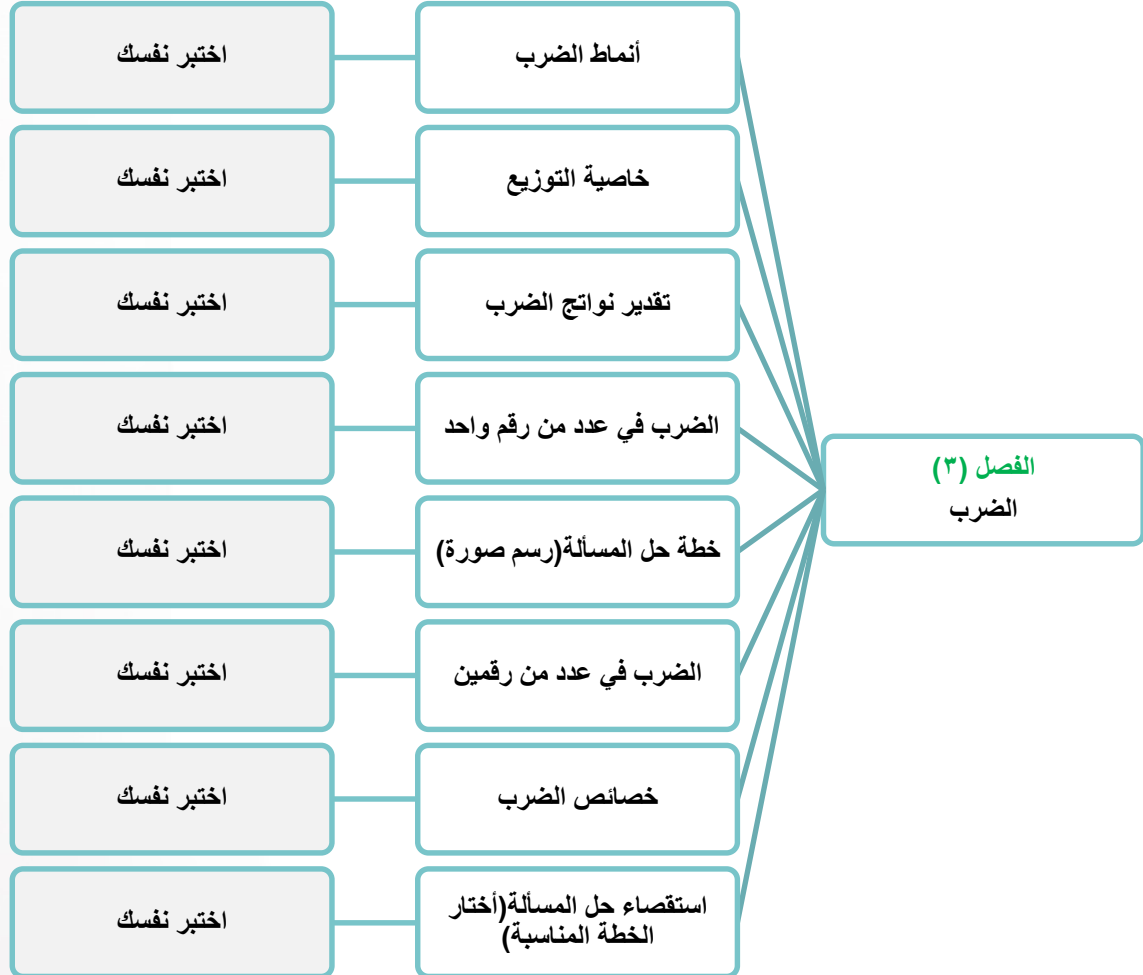 الفصل (٣)
الضرب
أنماط الضرب
اختبر نفسك
خاصية التوزيع
اختبر نفسك
تقدير نواتج الضرب
اختبر نفسك
الضرب في عدد من رقم واحد
اختبر نفسك
خطة حل المسألة(رسم صورة)
اختبر نفسك
الضرب في عدد من رقمين
اختبر نفسك
خصائص الضرب
اختبر نفسك
استقصاء حل المسألة(أختار
الخطة المناسبة)
اختبر نفسك